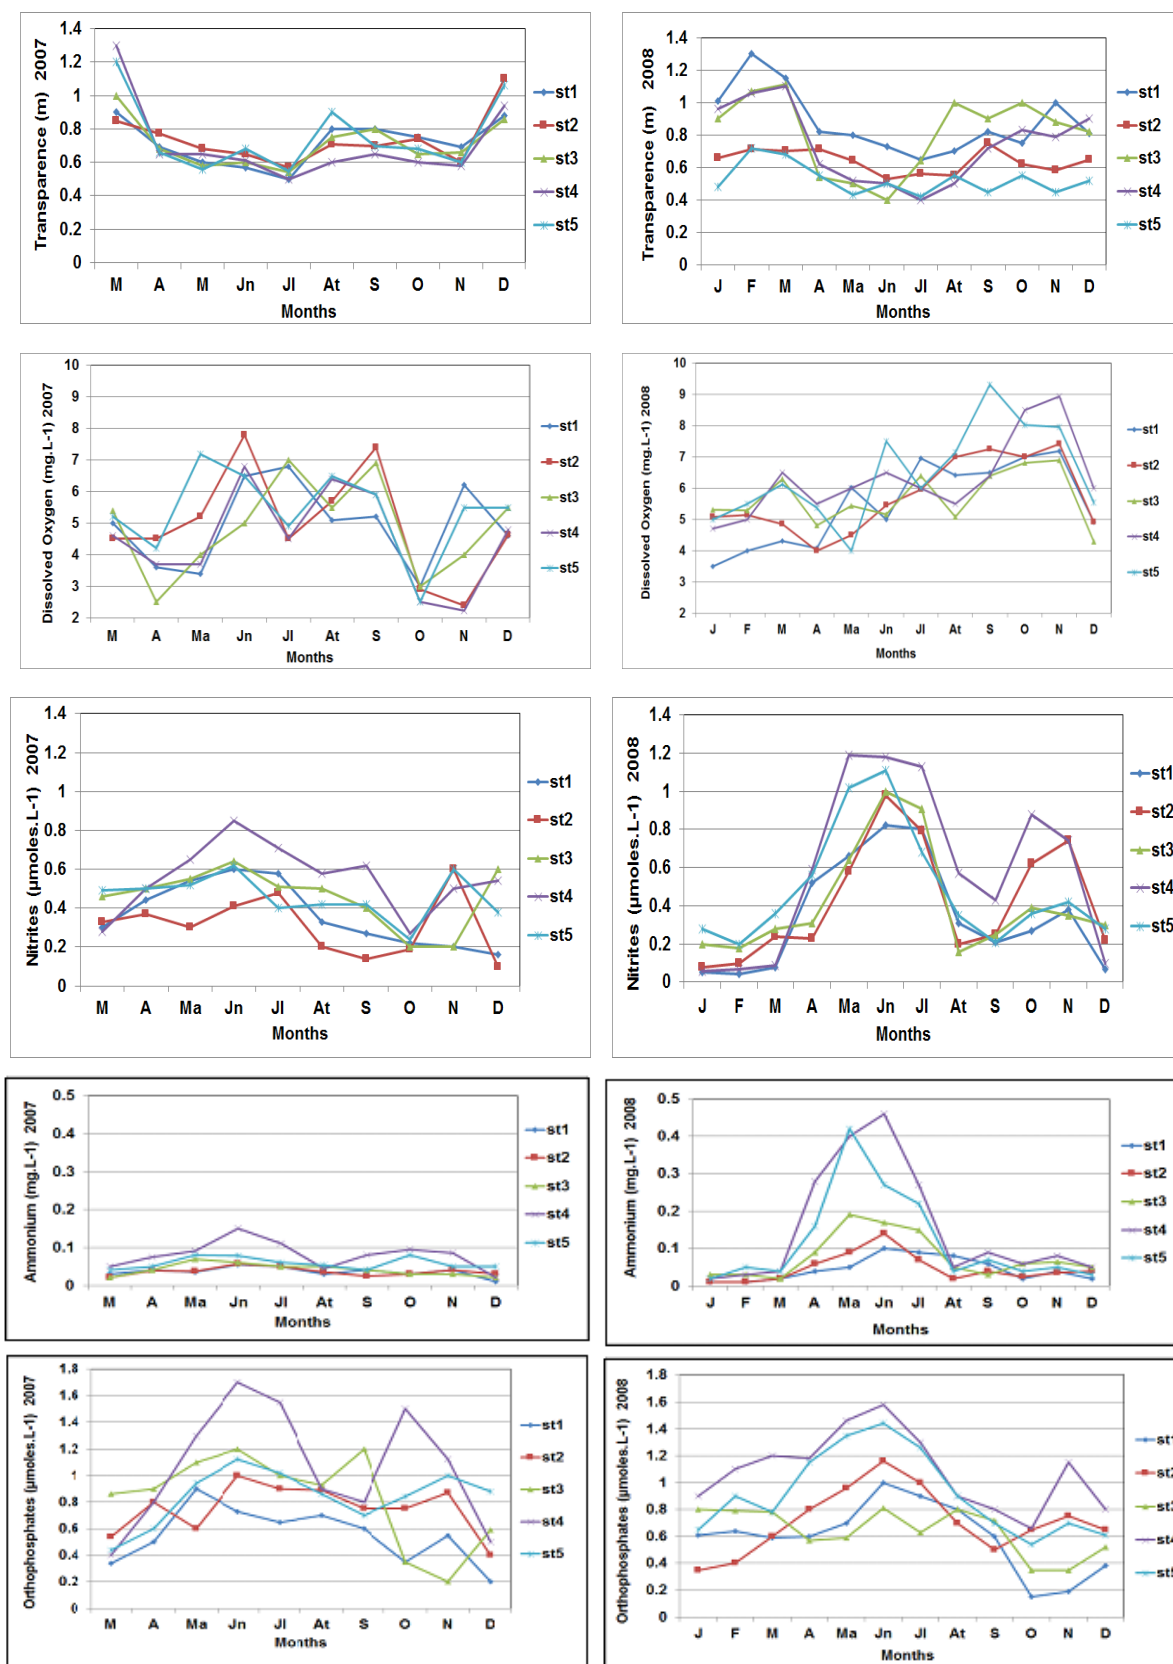 Transparence (m) 2007
1.4
1.2
1
0.8
0.6
0.4
0.2
0
M A M Jn Jl At S O N D
Months
st1
st2
st3
st4
st5
Transparence (m) 2008
1.4
1.2
1
0.8
0.6
0.4
0.2
0
J F M A Ma Jn Jl At S O N D
Months
st1
st2
st3
st4
st5
Dissolved Oxygen (mg.L-1) 2007
10
9
8
7
6
5
4
3
2
M A Ma Jn Jl At S O N D
Months
st1
st2
st3
st4
st5
Dissolved Oxygen (mg.L-1) 2008
10
9
8
7
6
5
4
3
2
J F M A Ma Jn Jl At S O N D
Months
st1
st2
st3
st4
st5
Nitrites (µmoles.L-1) 2007
1.4
1.2
1
0.8
0.6
0.4
0.2
0
M A M Jn Jl At S O N D
Months
st1
st2
st3
st4
st5
Nitrites (µmoles.L-1) 2008
1.4
1.2
1
0.8
0.6
0.4
0.2
0
J F M A Ma Jn Jl At S O N D
Months
st1
st2
st3
st4
st5
Ammonium (mg.L-1) 2007
0.5
0.4
0.3
0.2
0.1
0
M A Ma Jn Jl At S O N D
Months
st1
st2
st3
st4
st5
Ammonium (mg.L-1) 2008
0.5
0.4
0.3
0.2
0.1
0
J F M A Ma Jn Jl At S O N D
Months
st1
st2
st3
st4
st5
Orthophosphates (µmoles.L-1) 2007
1.8
1.6
1.4
1.2
1
0.8
0.6
0.4
0.2
0
M A Ma Jn Jl At S O N D
Months
st1
st2
st3
st4
st5
Orthophosphates (µmoles.L-1) 2008
1.8
1.6
1.4
1.2
1
0.8
0.6
0.4
0.2
0
J F M A Ma Jn Jl At S O N D
Months
st1
st2
st3
st4
st5